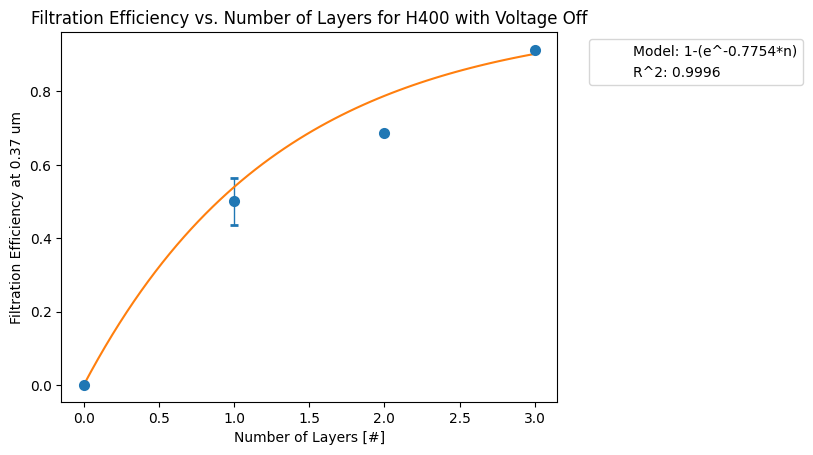 Filtration Efficiency vs. Number of Layers for H400 with Voltage Off
Model: 1-(e^-0.7754*n)
R^2: 0.9996
Filtration Efficiency at 0.37 um
0.8
0.6
0.4
0.2
0.0
0.0 0.5 1.0 1.5 2.0 2.5 3.0
Number of Layers [#]